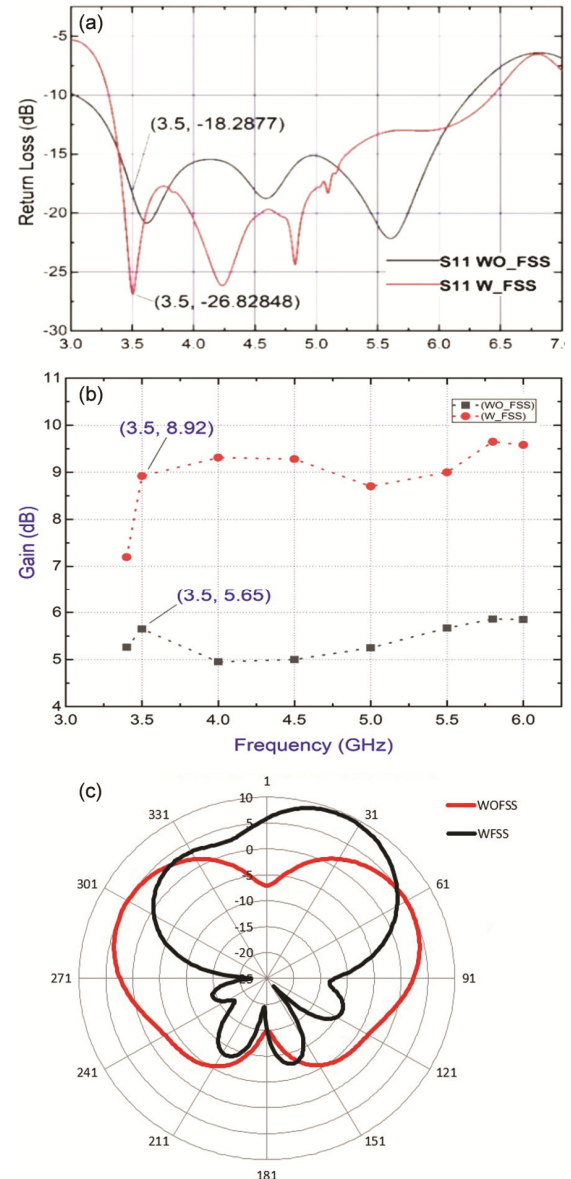 (a)
-5
-10
-15
-20
-25
-30
Return Loss (dB)
(3.5, -18.2877)
(3.5, -26.82848)
S11 WO_FSS
S11 W_FSS
3.0 3.5 4.0 4.5 5.0 5.5 6.0 6.5 7.0
(b)
11
10
9
8
7
6
5
4
Gain (dB)
(WO_FSS)
(W_FSS)
(3.5, 8.92)
(3.5, 5.65)
3.0 3.5 4.0 4.5 5.0 5.5 6.0
Frequency (GHz)
(c)
WOFSS
WFSS
1
31
61
91
121
151
181
211
241
271
301
331
10
5
0
-5
-10
-15
-20